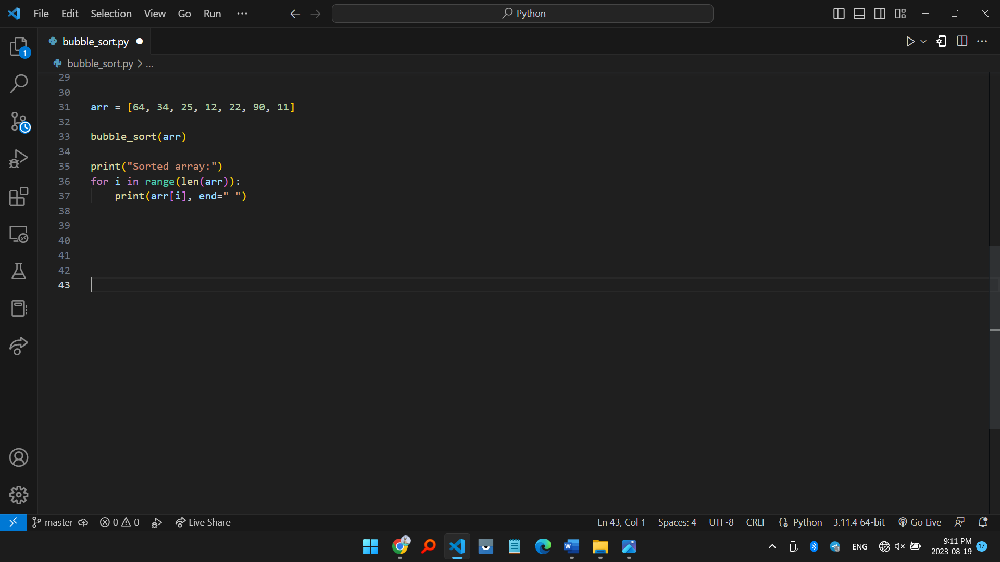 File Edit Selection View Go Run ··· Python
bubble_sort.py
1
bubble_sort.py > ...
29
30
31 arr = [64, 34, 25, 12, 22, 90, 11]
32
33 bubble_sort(arr)
34
35 print("Sorted array:")
36 for i in range(len(arr)):
37 print(arr[i], end=" ")
38
39
40
41
42
43
master 0 0 Live Share Ln 43, Col 1 Spaces: 4 UTF-8 CRLF Python 3.11.4 64-bit Go Live
W ENG 9:11 PM
2023-08-19 17